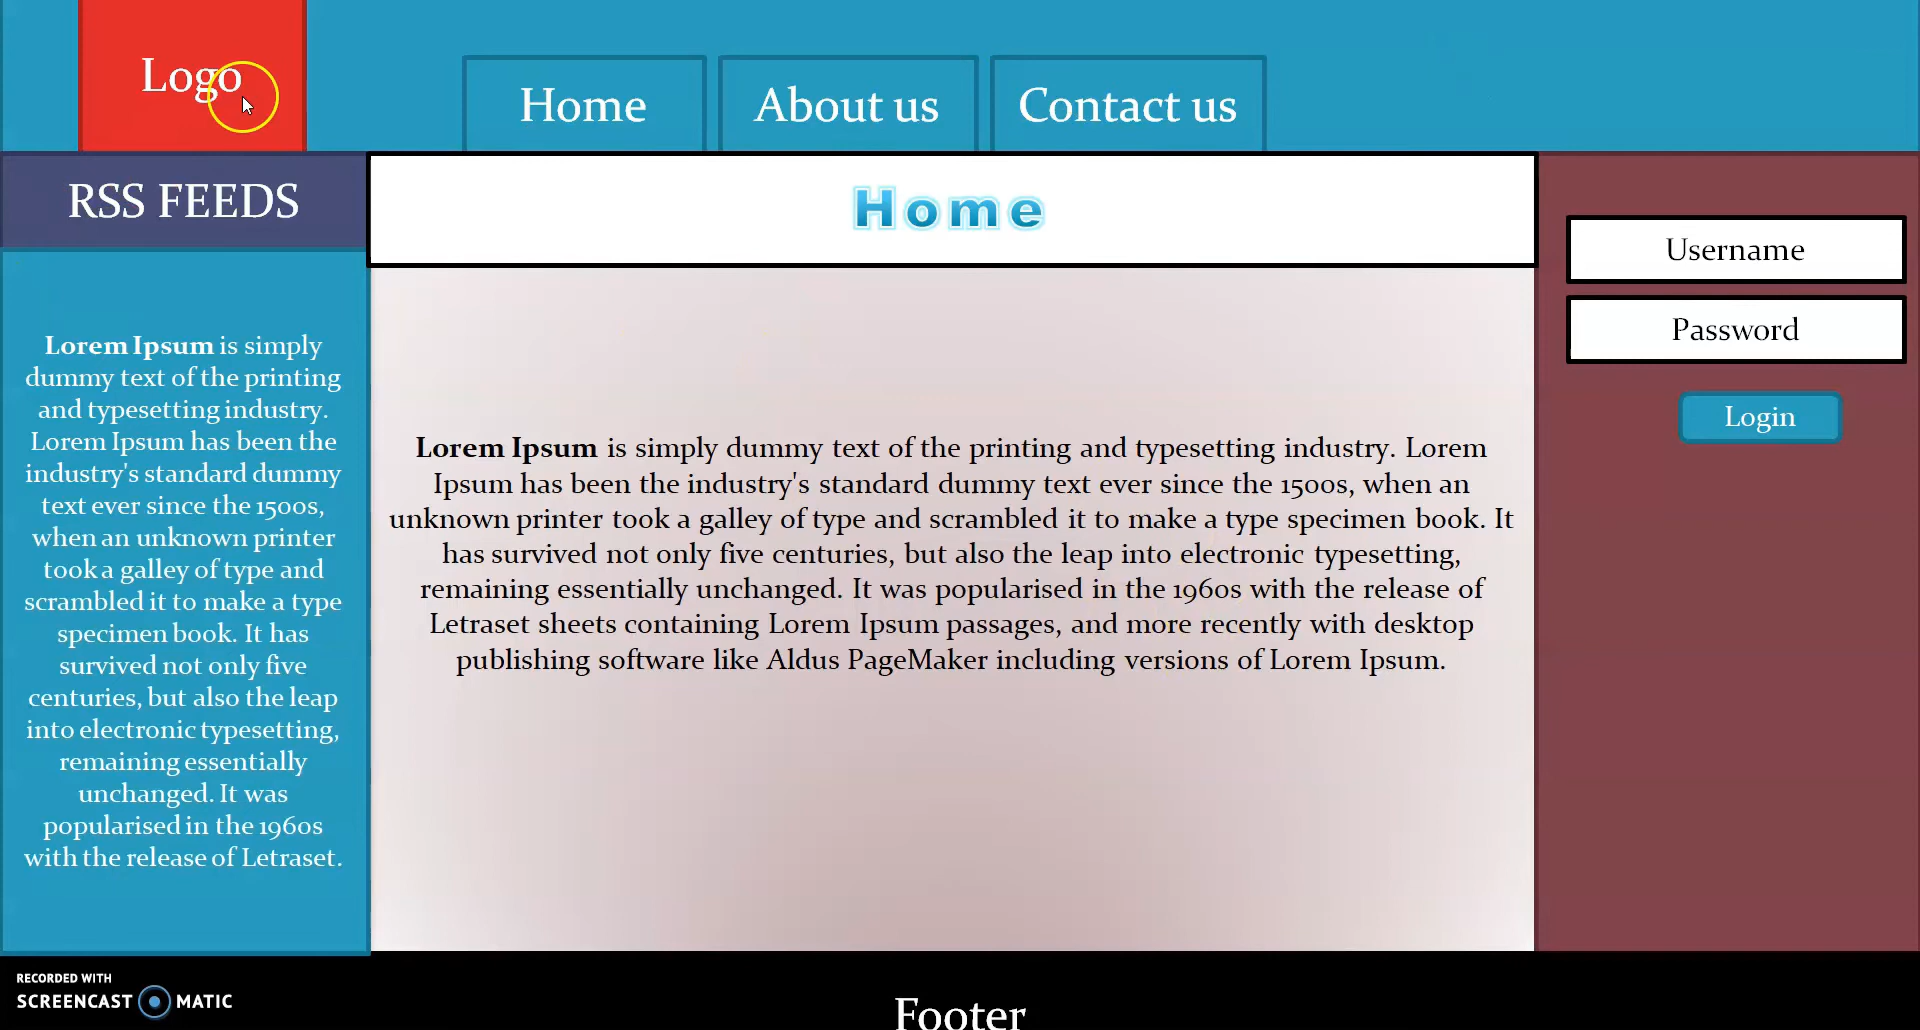 Logo
Home
About us
Contact us
RSS FEEDS
Lorem Ipsum is simply
dummy text of the printing
and typesetting industry.
Lorem Ipsum has been the
industry's standard dummy
text ever since the 1500s,
when an unknown printer
took a galley of type and
scrambled it to make a type
specimen book. It has
survived not only five
centuries, but also the leap
into electronic typesetting,
remaining essentially
unchanged. It was
popularised in the 1960s
with the release of Letraset.
Home
Lorem Ipsum is simply dummy text of the printing and typesetting industry. Lorem
Ipsum has been the industry's standard dummy text ever since the 1500s, when an
unknown printer took a galley of type and scrambled it to make a type specimen book. It
has survived not only five centuries, but also the leap into electronic typesetting,
remaining essentially unchanged. It was popularised in the 1960s with the release of
Letraset sheets containing Lorem Ipsum passages, and more recently with desktop
publishing software like Aldus PageMaker including versions of Lorem Ipsum.
Username
Password
Login
RECORDED WITH
SCREENCAST MATIC
Footer